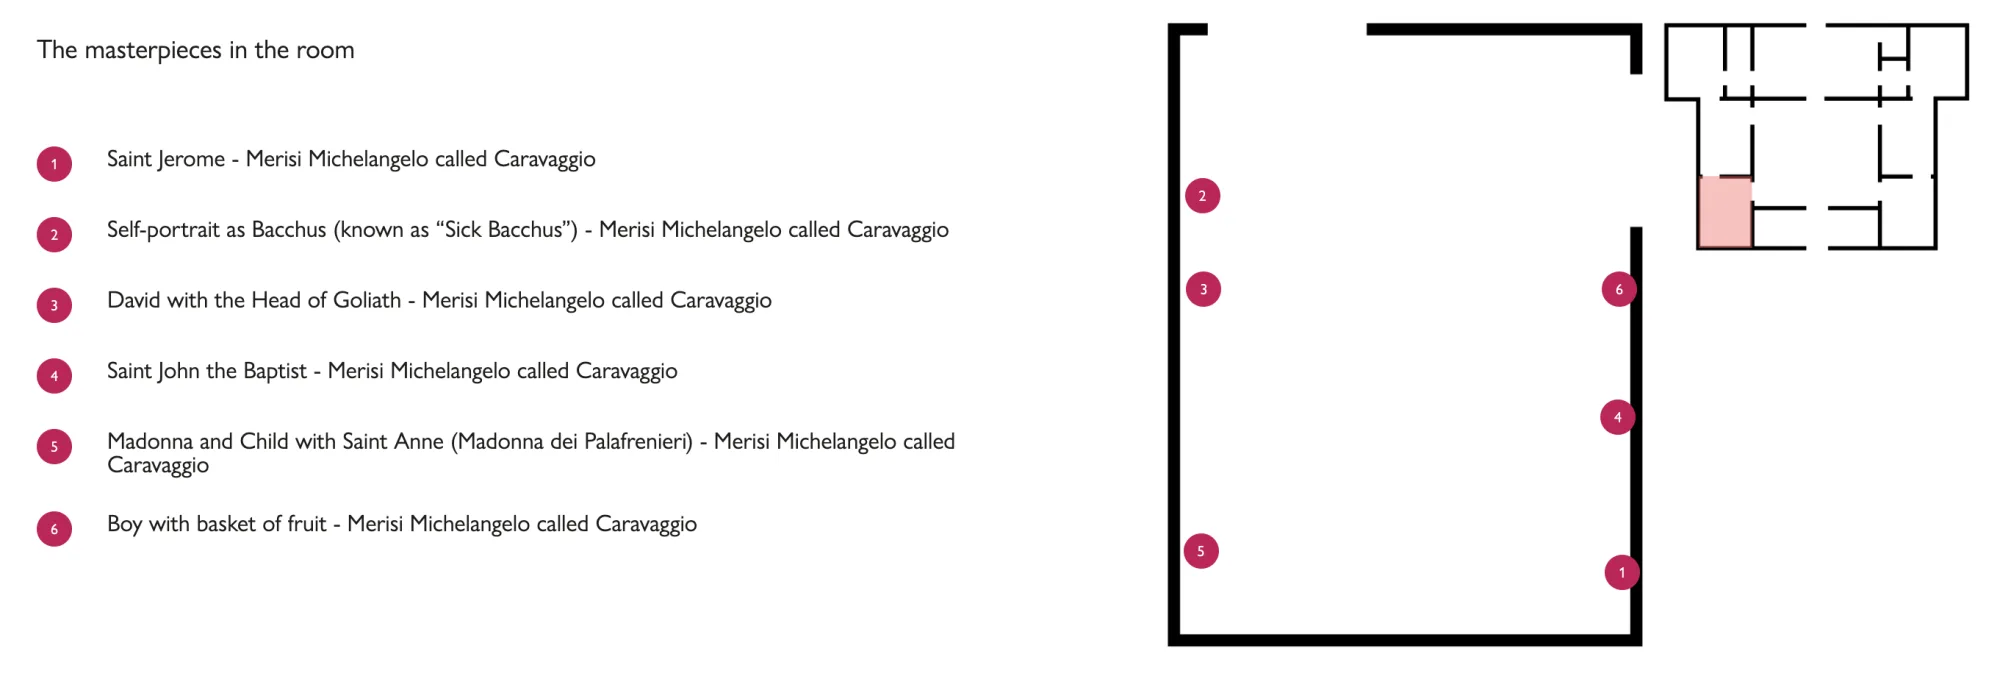 The masterpieces in the room
1 Saint Jerome - Merisi Michelangelo called Caravaggio
2 Self-portrait as Bacchus (known as “Sick Bacchus”) - Merisi Michelangelo called Caravaggio
3 David with the Head of Goliath - Merisi Michelangelo called Caravaggio
4 Saint John the Baptist - Merisi Michelangelo called Caravaggio
5 Madonna and Child with Saint Anne (Madonna dei Palafrenieri) - Merisi Michelangelo called
Caravaggio
6 Boy with basket of fruit - Merisi Michelangelo called Caravaggio
2
3
6
4
5
1